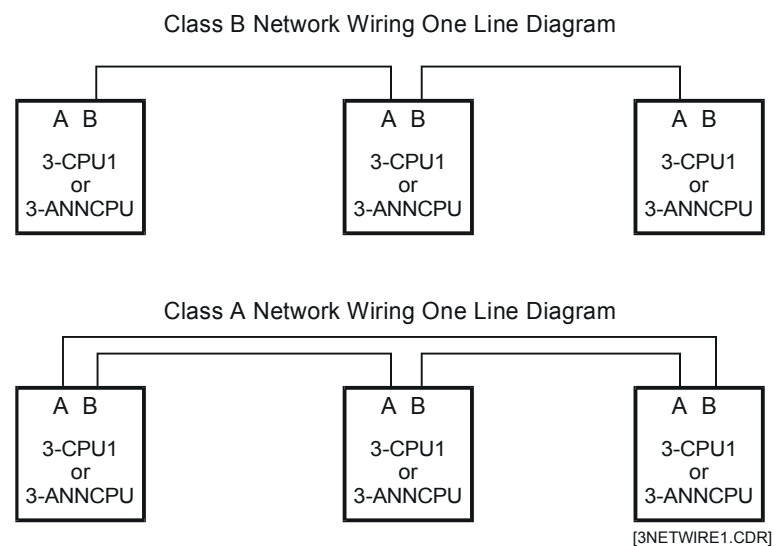 Class B Network Wiring One Line Diagram
A B
3-CPU1
or
3-ANNCPU
A B
3-CPU1
or
3-ANNCPU
A B
3-CPU1
or
3-ANNCPU
Class A Network Wiring One Line Diagram
A B
3-CPU1
or
3-ANNCPU
A B
3-CPU1
or
3-ANNCPU
A B
3-CPU1
or
3-ANNCPU
[3NETWIRE1.CDR]